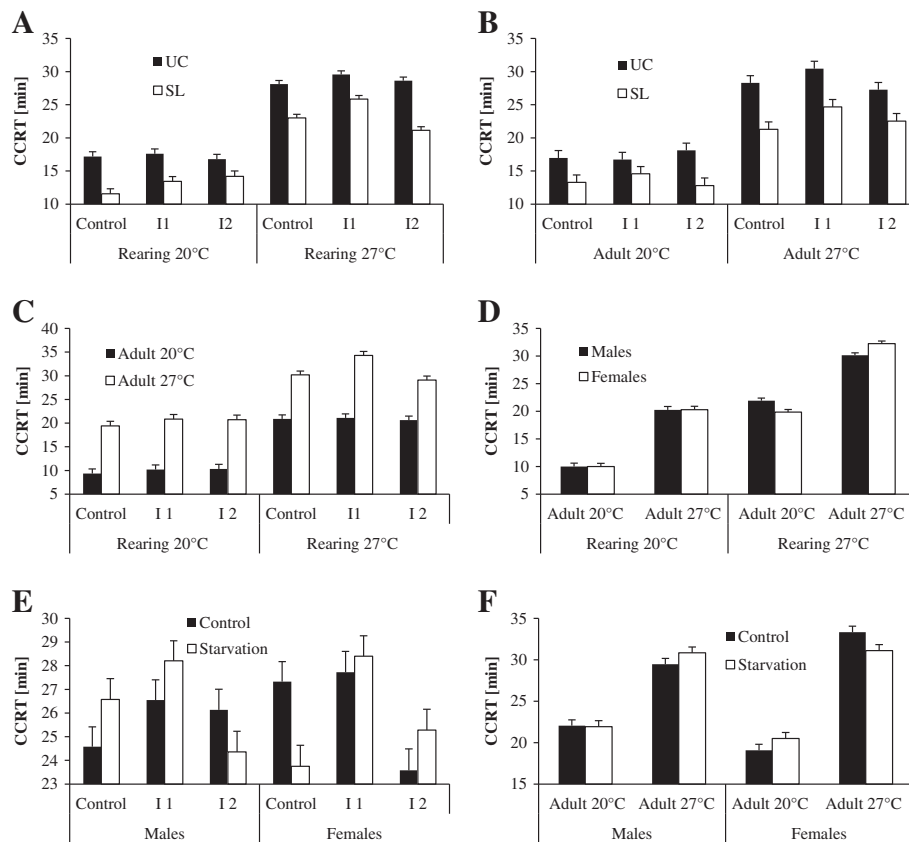 A
CCRT [min]
35
30
25
20
15
10
UC
SL
Control I1 I2 Control I1 I2
Rearing 20°C Rearing 27°C
B
CCRT [min]
35
30
25
20
15
10
UC
SL
Control I 1 I 2 Control I 1 I 2
Adult 20°C Adult 27°C
C
CCRT [min]
40
35
30
25
20
15
10
5
Adult 20°C
Adult 27°C
Control I 1 I 2 Control I1 I 2
Rearing 20°C Rearing 27°C
D
CCRT [min]
35
30
25
20
15
10
5
Males
Females
Adult 20°C Adult 27°C Adult 20°C Adult 27°C
Rearing 20°C Rearing 27°C
E
CCRT [min]
30
29
28
27
26
25
24
23
Control
Starvation
Control I 1 I 2 Control I 1 I 2
Males Females
F
CCRT [min]
35
30
25
20
15
Control
Starvation
Adult 20°C Adult 27°C Adult 20°C Adult 27°C
Males Females